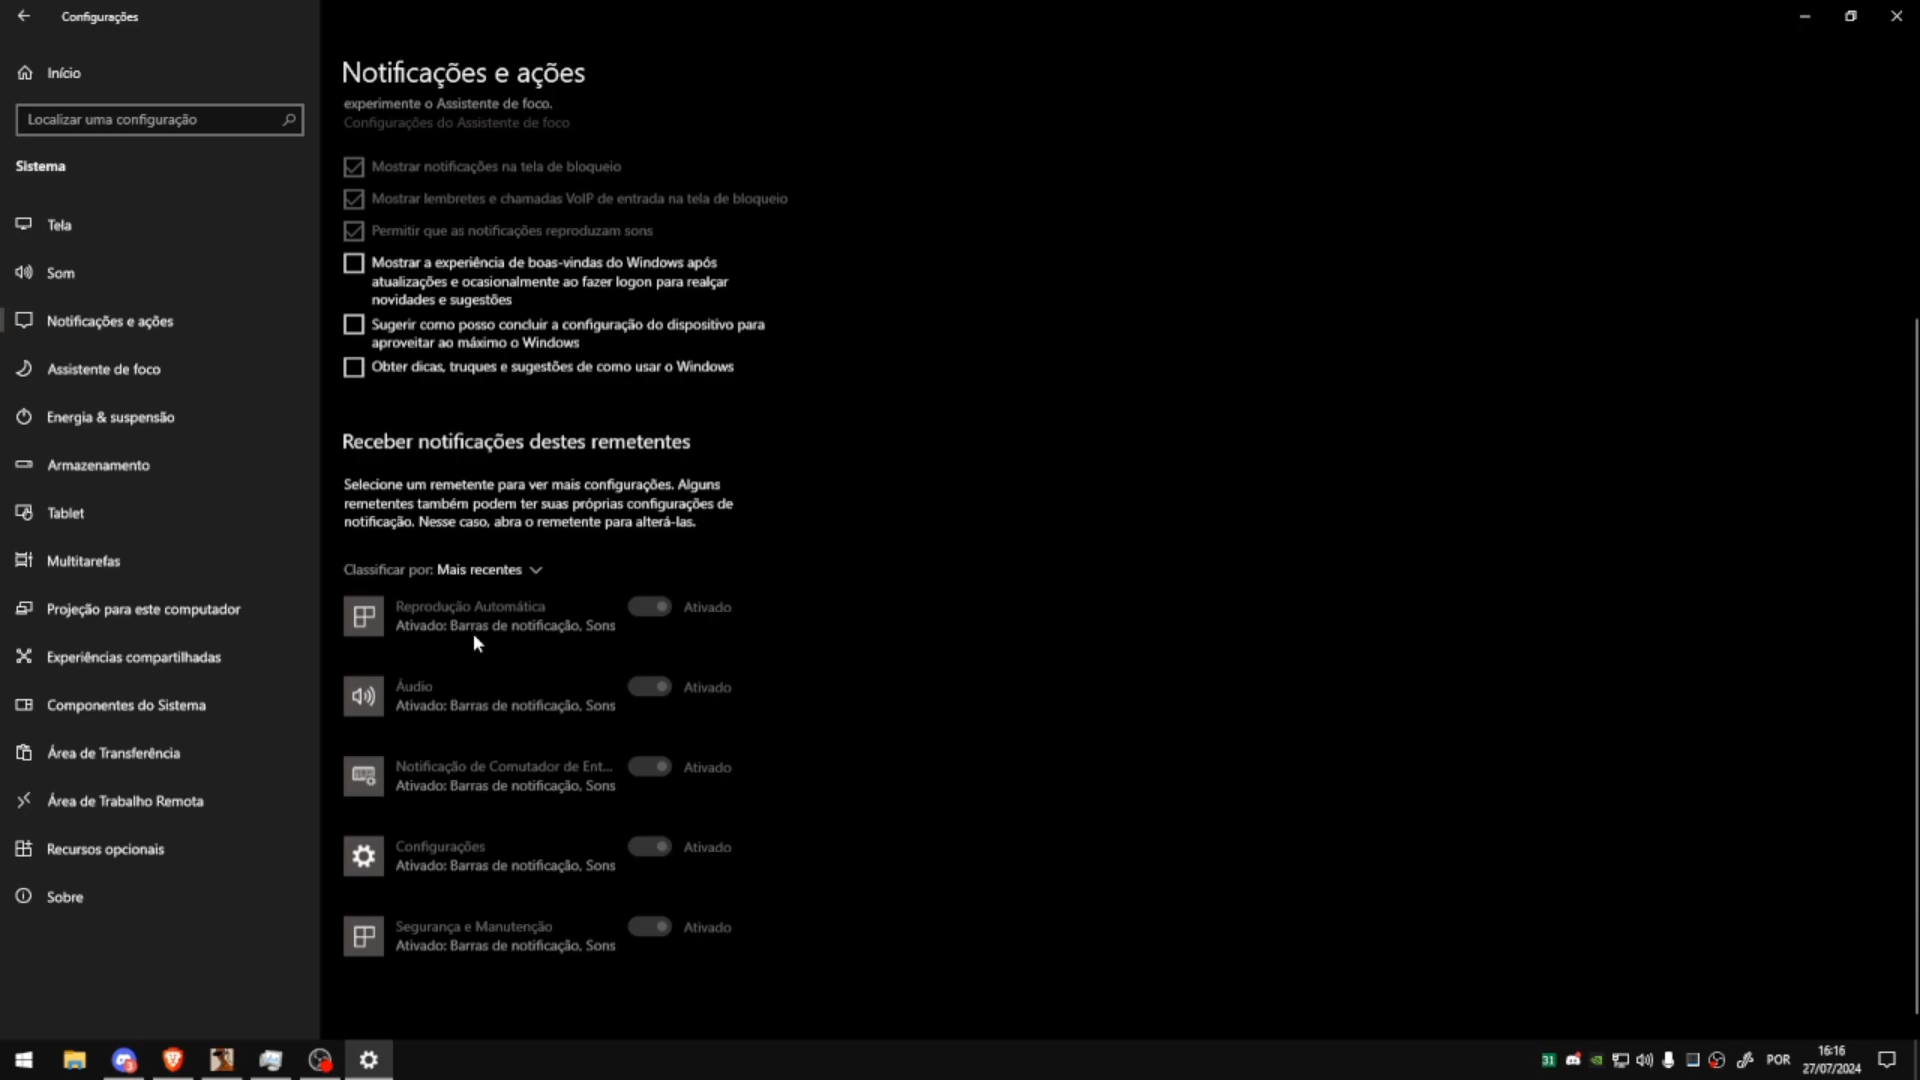 Configurações
Início
Localizar uma configuração
Sistema
Tela
Som
Notificações e ações
Assistente de foco
Energia & suspensão
Armazenamento
Tablet
Multitarefas
Projeção para este computador
Experiências compartilhadas
Componentes do Sistema
Área de Transferência
Área de Trabalho Remota
Recursos opcionais
Sobre
Notificações e ações
experimente o Assistente de foco.
Configurações do Assistente de foco
Mostrar notificações na tela de bloqueio
Mostrar lembretes e chamadas VoIP de entrada na tela de bloqueio
Permitir que as notificações reproduzam sons
Mostrar a experiência de boas-vindas do Windows após
atualizações e ocasionalmente ao fazer logon para realçar
novidades e sugestões
Sugerir como posso concluir a configuração do dispositivo para
aproveitar ao máximo o Windows
Obter dicas, truques e sugestões de como usar o Windows
Receber notificações destes remetentes
Selecione um remetente para ver mais configurações. Alguns
remetentes também podem ter suas próprias configurações de
notificação. Nesse caso, abra o remetente para alterá-las.
Classificar por: Mais recentes
Reprodução Automática
Ativado
Ativado: Barras de notificação, Sons
Áudio
Ativado
Ativado: Barras de notificação, Sons
Notificação de Comutador de Ent...
Ativado
Ativado: Barras de notificação, Sons
Configurações
Ativado
Ativado: Barras de notificação, Sons
Segurança e Manutenção
Ativado
Ativado: Barras de notificação, Sons
3
31
POR
16:16
27/07/2024